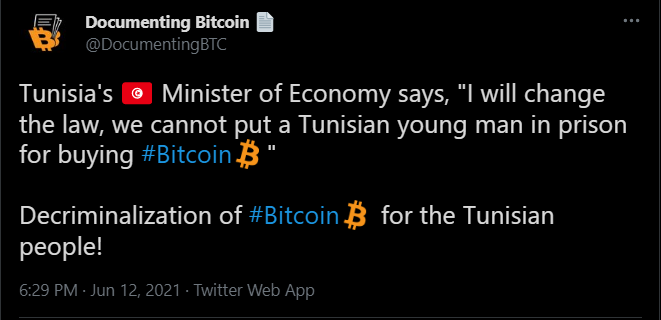 Documenting Bitcoin 📄
@DocumentingBTC
Tunisia's 🇹🇳 Minister of Economy says, "I will change
the law, we cannot put a Tunisian young man in prison
for buying #Bitcoin "
Decriminalization of #Bitcoin for the Tunisian
people!
6:29 PM · Jun 12, 2021 · Twitter Web App